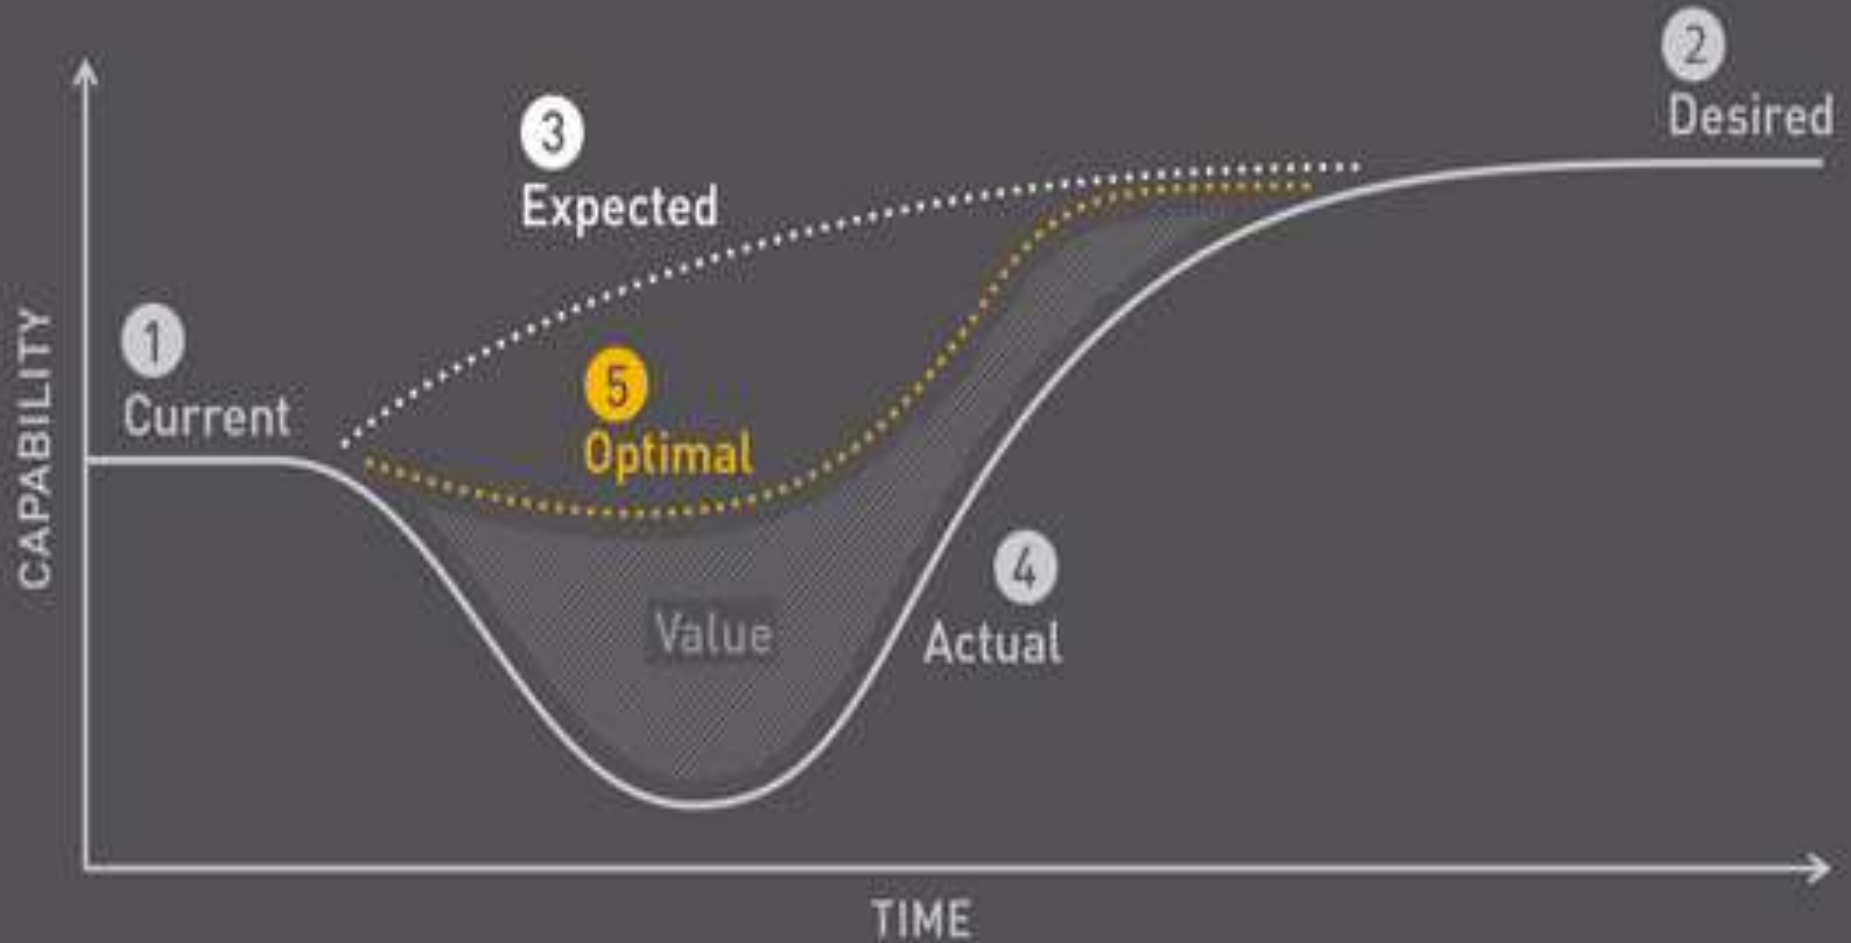 2
Desired
3
Expected
1
Current
5
Optimal
4
Actual
Value
CAPABILITY
TIME